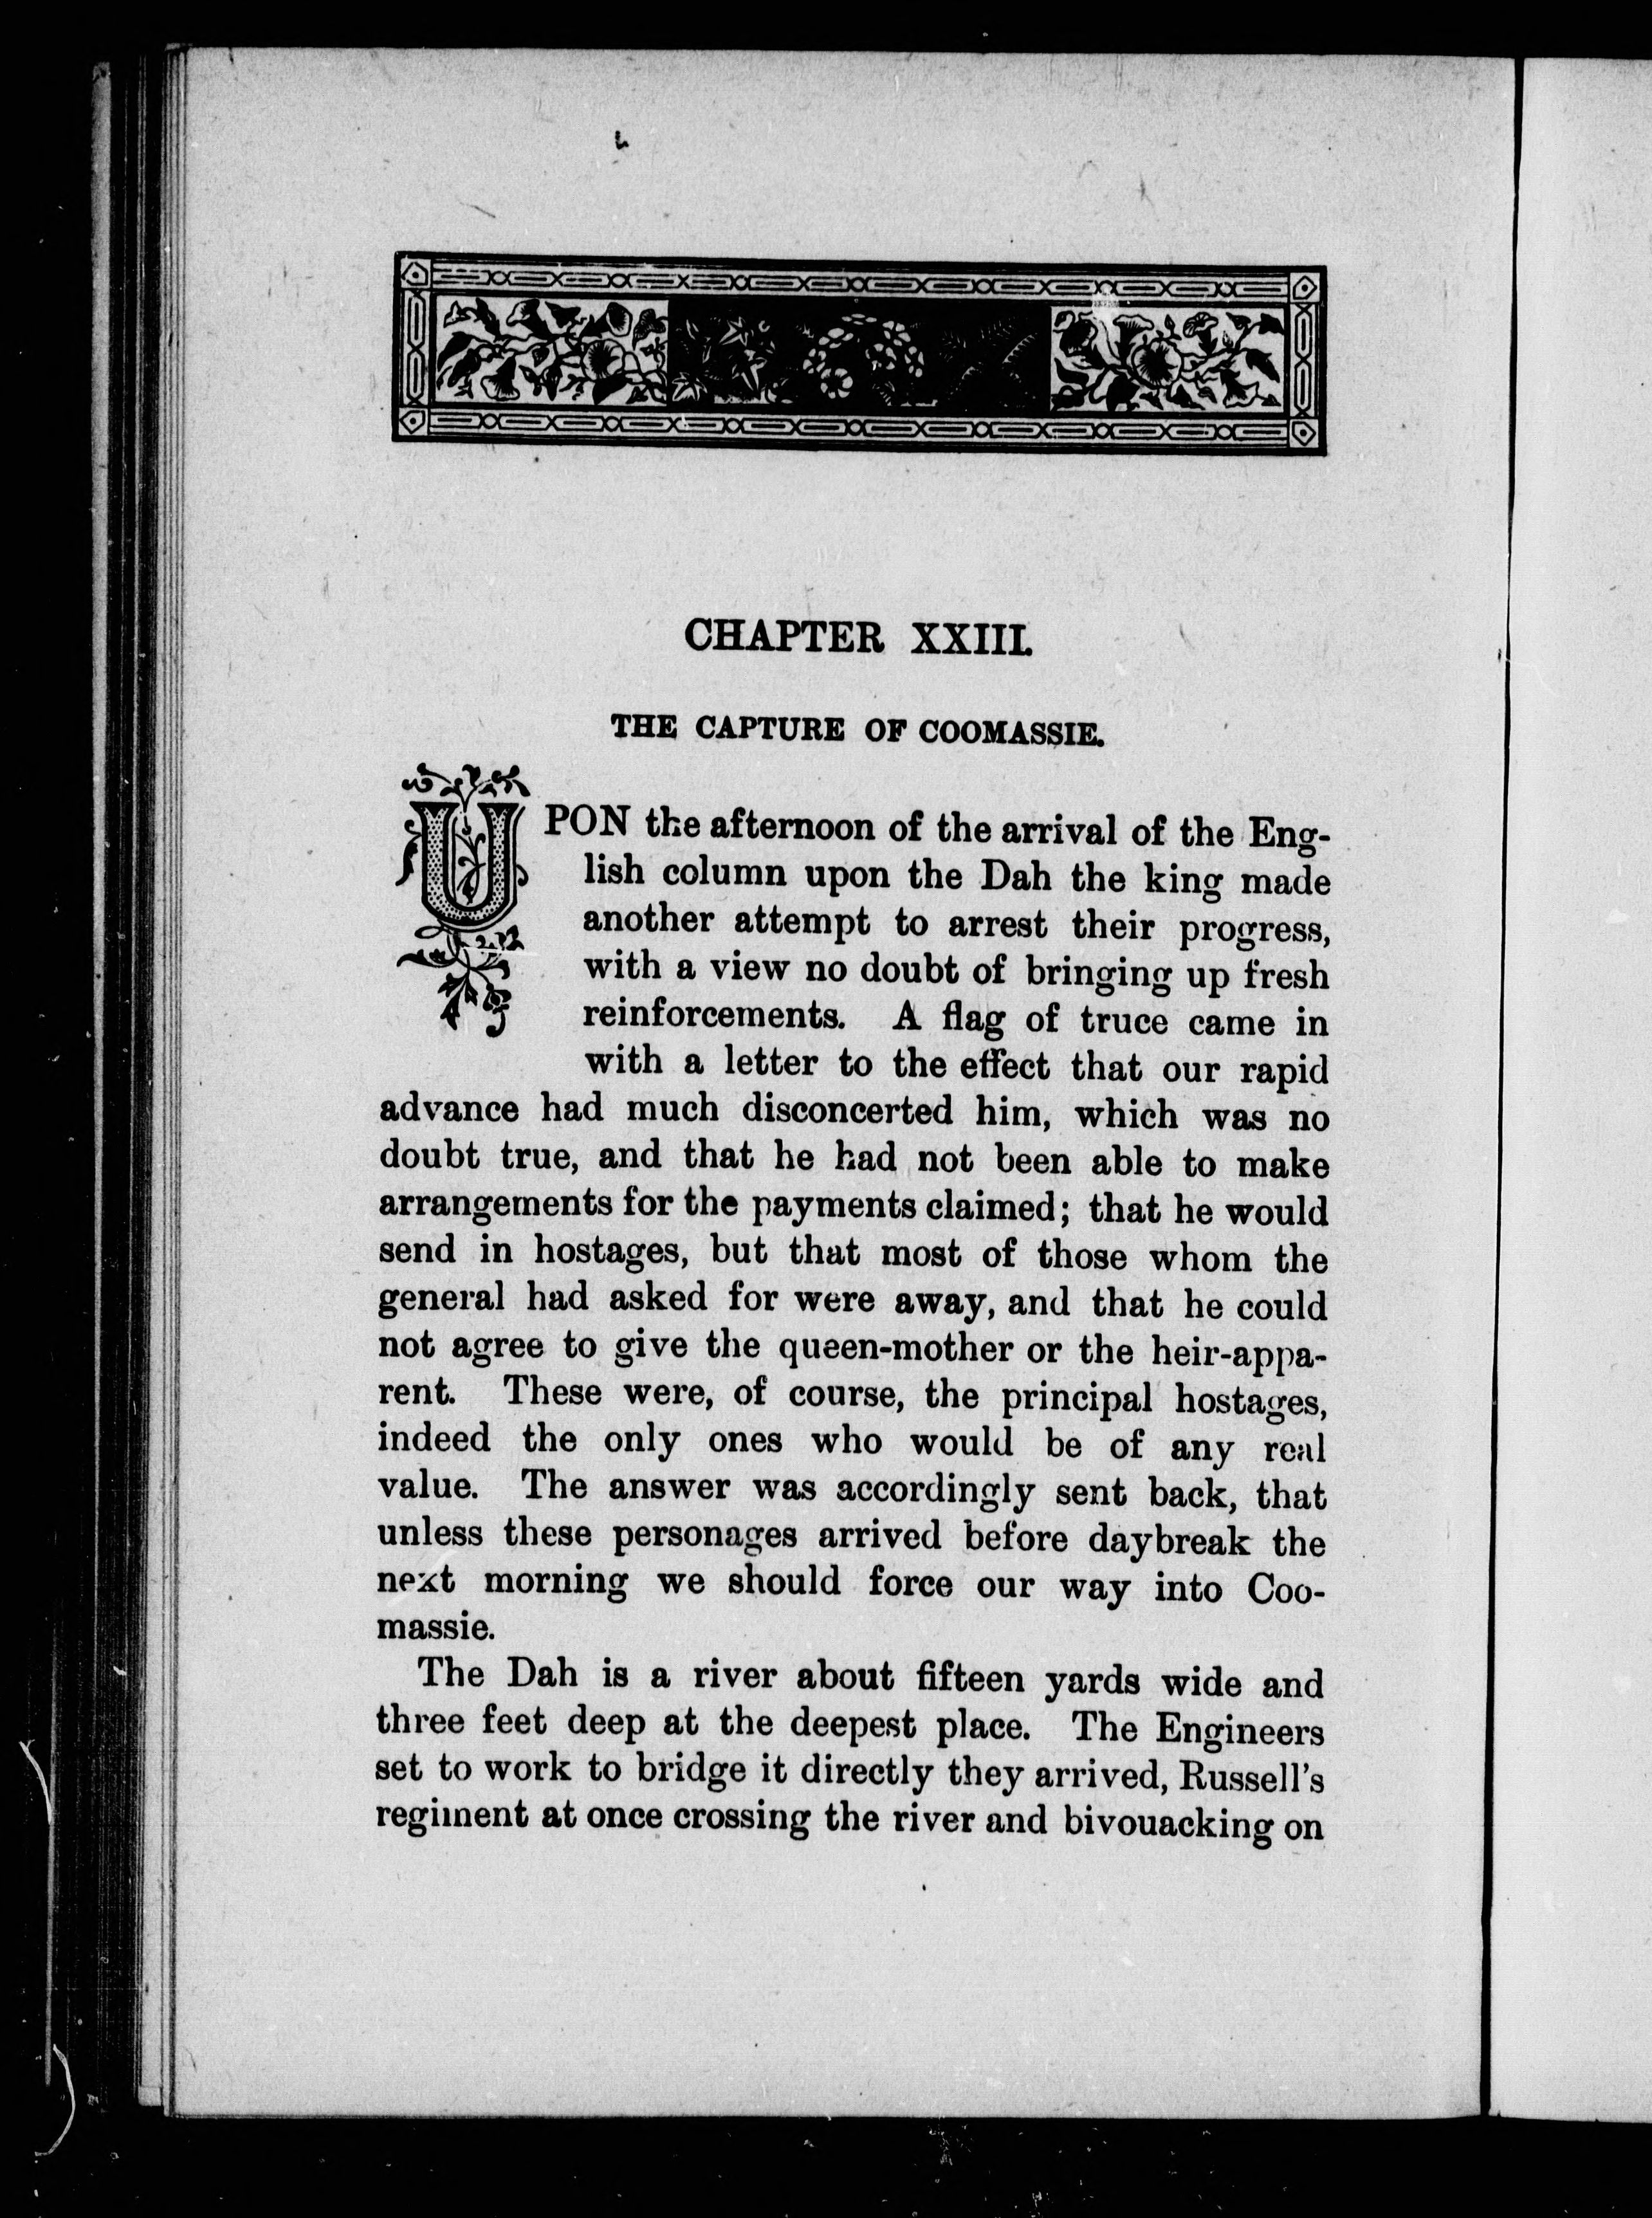 CHAPTER XXIII.
THE CAPTURE OF COOMASSIE.
UPON the afternoon of the arrival of the Eng-
lish column upon the Dah the king made
another attempt to arrest their progress,
with a view no doubt of bringing up fresh
reinforcements. A flag of truce came in
with a letter to the effect that our rapid
advance had much disconcerted him, which was no
doubt true, and that he had not been able to make
arrangements for the payments claimed; that he would
send in hostages, but that most of those whom the
general had asked for were away, and that he could
not agree to give the queen-mother or the heir-appa-
rent. These were, of course, the principal hostages,
indeed the only ones who would be of any real
value. The answer was accordingly sent back, that
unless these personages arrived before daybreak the
next morning we should force our way into Coo-
massie.
The Dah is a river about fifteen yards wide and
three feet deep at the deepest place. The Engineers
set to work to bridge it directly they arrived, Russell's
regiment at once crossing the river and bivouacking on